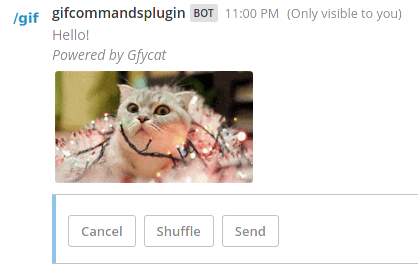 /gif gifcommandsplugin BOT 11:00 PM (Only visible to you)
Hello!
Powered by Gfycat
Cancel Shuffle Send